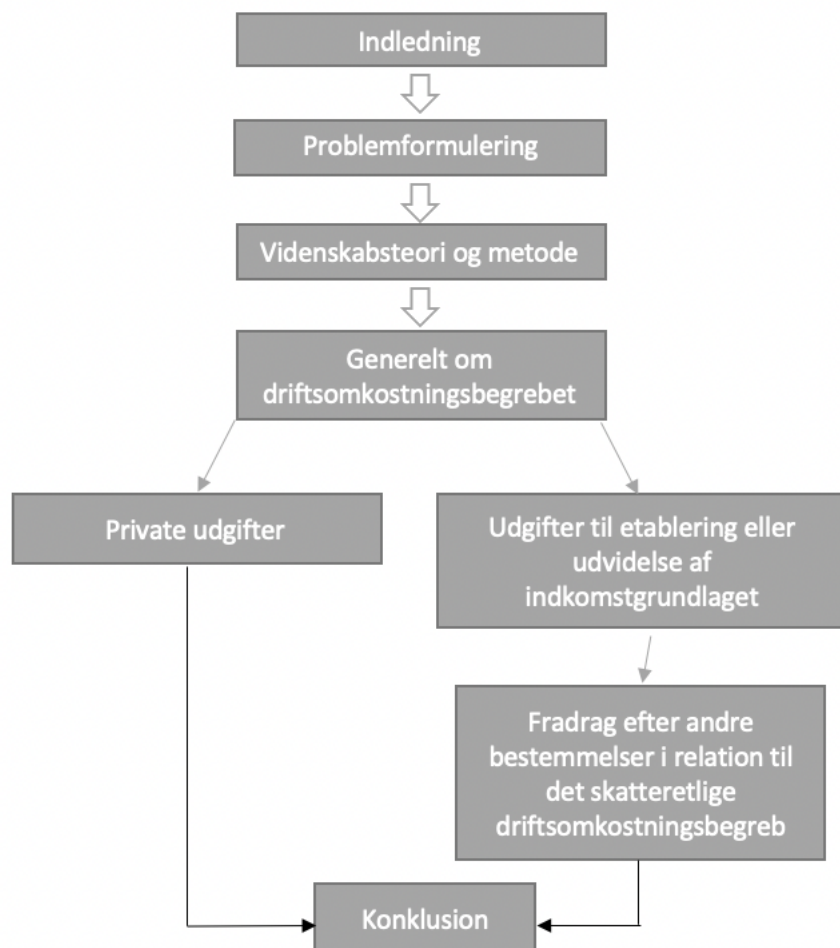 Indledning
Problemformulering
Videnskabsteori og metode
Generelt om
driftsomkostningsbegrebet
Private udgifter
Udgifter til etablering eller
udvidelse af
indkomstgrundlaget
Fradrag efter andre
bestemmelser i relation til
det skatteretlige
driftsomkostningsbegreb
Konklusion